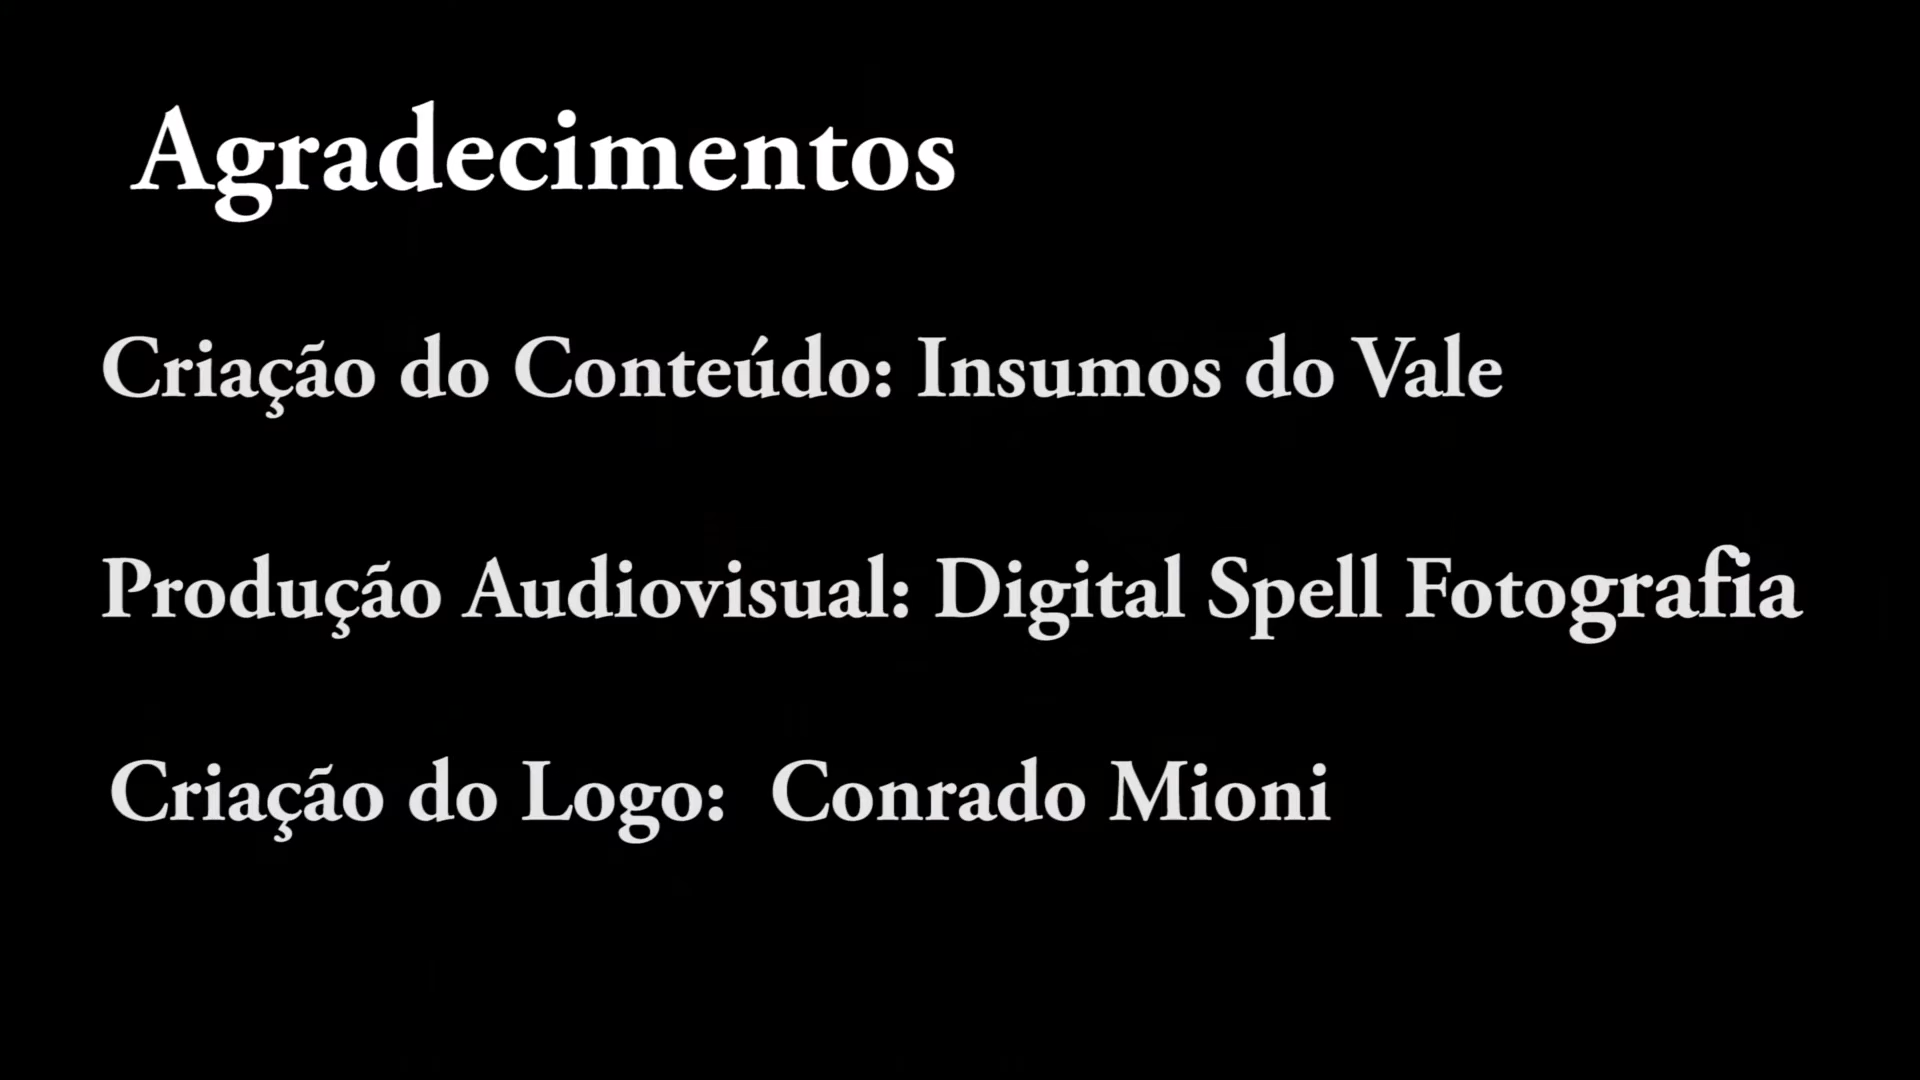 Agradecimentos
Criação do Conteúdo: Insumos do Vale
Produção Audiovisual: Digital Spell Fotografia
Criação do Logo: Conrado Mioni